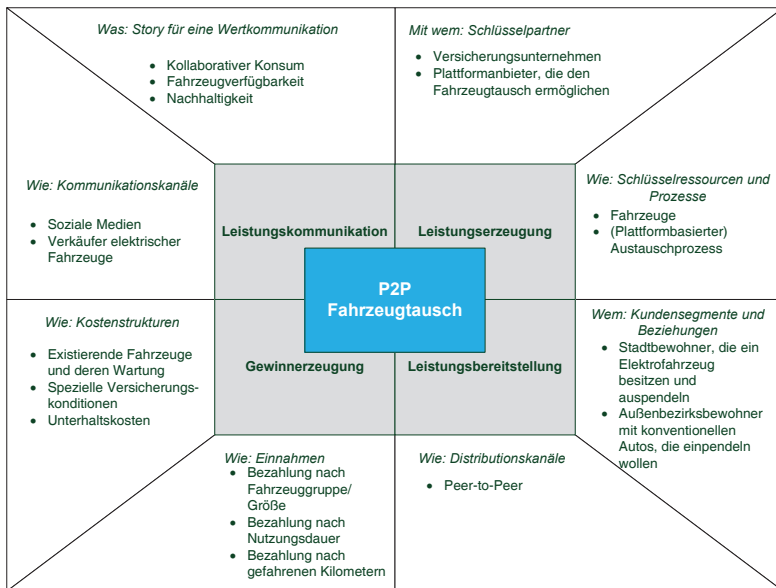 Was: Story für eine Wertkommunikation
• Kollaborativer Konsum
• Fahrzeugverfügbarkeit
• Nachhaltigkeit
Mit wem: Schlüsselpartner
• Versicherungsunternehmen
• Plattformanbieter, die den
Fahrzeugtausch ermöglichen
Wie: Kommunikationskanäle
• Soziale Medien
• Verkäufer elektrischer
Fahrzeuge
Leistungskommunikation
Leistungserzeugung
Wie: Schlüsselressourcen und
Prozesse
• Fahrzeuge
• (Plattformbasierter)
Austauschprozess
P2P
Fahrzeugtausch
Wie: Kostenstrukturen
• Existierende Fahrzeuge
und deren Wartung
• Spezielle Versicherungs-
konditionen
• Unterhaltskosten
Gewinnerzeugung
Leistungsbereitstellung
Wem: Kundensegmente und
Beziehungen
• Stadtbewohner, die ein
Elektrofahrzeug
besitzen und
auspendeln
• Außenbezirksbewohner
mit konventionellen
Autos, die einpendeln
wollen
Wie: Einnahmen
• Bezahlung nach
Fahrzeuggruppe/
Größe
• Bezahlung nach
Nutzungsdauer
• Bezahlung nach
gefahrenen Kilometern
Wie: Distributionskanäle
• Peer-to-Peer